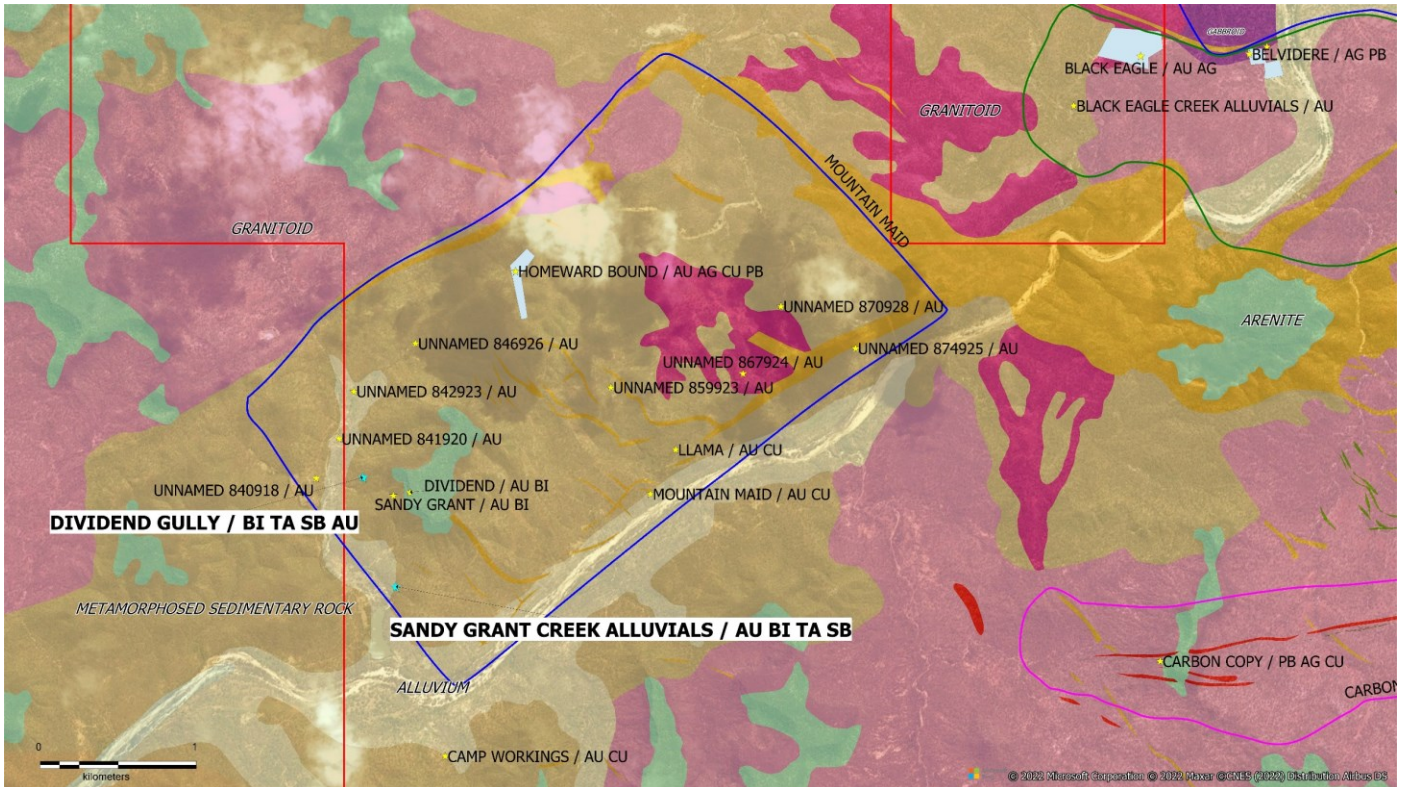 GABBROID
BELVIDERE / AG PB
BLACK EAGLE / AU AG
BLACK EAGLE CREEK ALLUVIALS / AU
GRANITOID
MOUNTAIN MAID
GRANITOID
HOMEWARD BOUND / AU AG CU PB
UNNAMED 870928 / AU
ARENITE
UNNAMED 846926 / AU
UNNAMED 874925 / AU
UNNAMED 867924 / AU
UNNAMED 859923 / AU
UNNAMED 842923 / AU
UNNAMED 841920 / AU
LLAMA / AU CU
UNNAMED 840918 / AU
DIVIDEND / AU BI
MOUNTAIN MAID / AU CU
SANDY GRANT / AU BI
DIVIDEND GULLY / BI TA SB AU
METAMORPHOSED SEDIMENTARY ROCK
SANDY GRANT CREEK ALLUVIALS / AU BI TA SB
CARBON COPY / PB AG CU
ALLUVIUM
CARBON
CAMP WORKINGS / AU CU
0 1
kilometers
© 2022 Microsoft Corporation © 2022 Maxar ©CNES (2022) Distribution Airbus DS